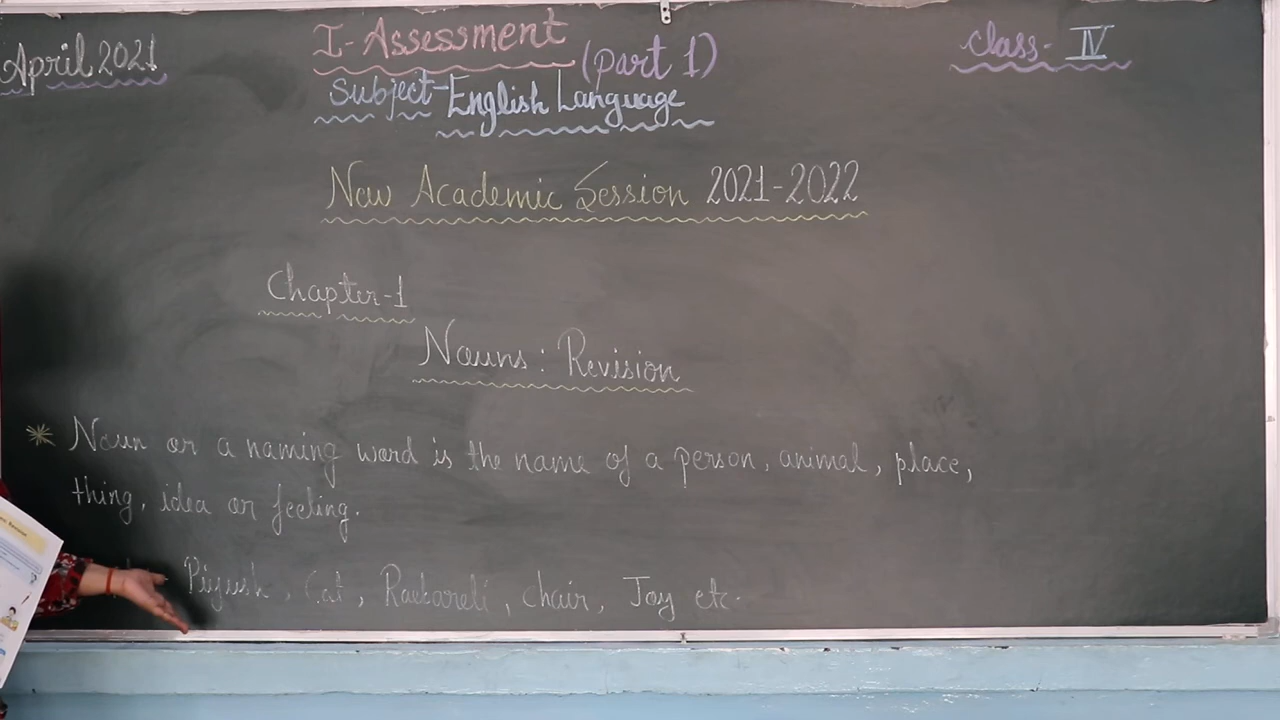 April 2021
I-Assessment (part 1)
Class- IV
Subject-English Language
New Academic Session 2021-2022
Chapter-1
Nouns: Revision
Noun or a naming word is the name of a person, animal, place,
thing, idea or feeling.
Piyush, Cat, , chair, Joy etc.